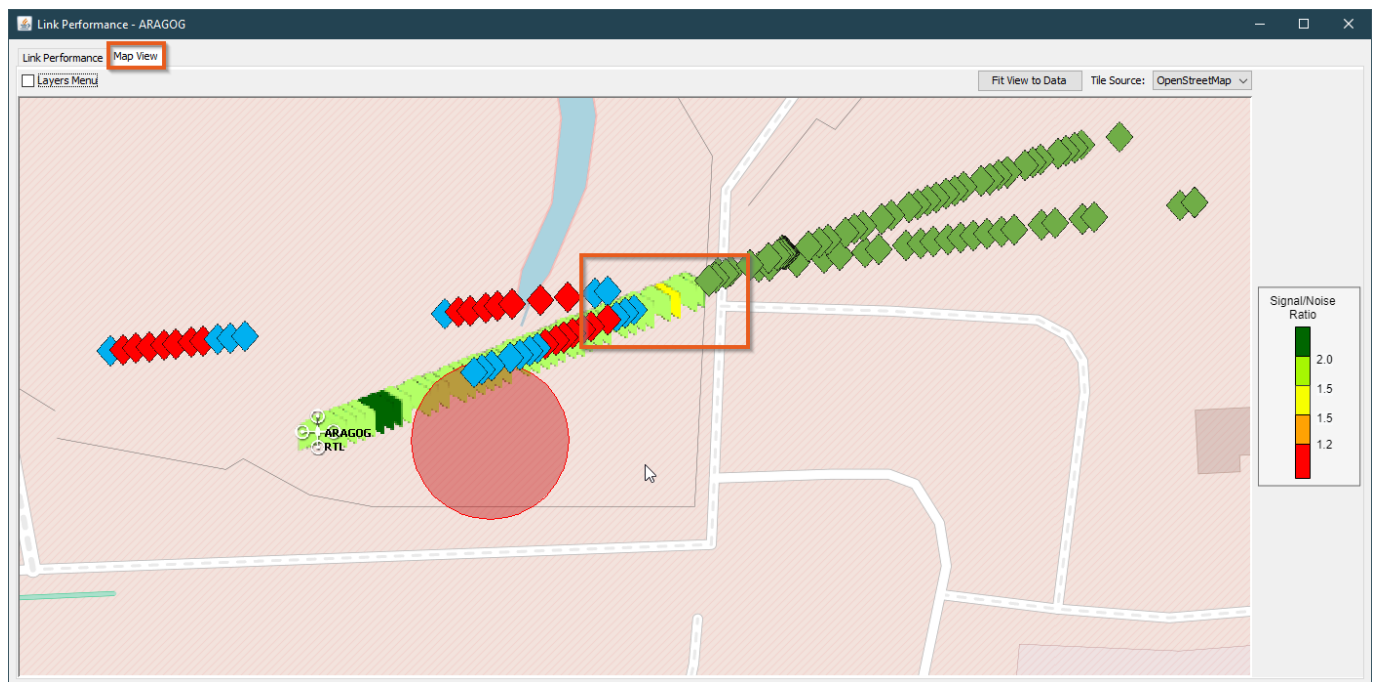 Link Performance - ARAGOG
Link Performance Map View
Layers Menu Fit View to Data Tile Source: OpenStreetMap
Signal/Noise
Ratio
2.0
1.5
1.5
1.2
ARAGOG
RTL